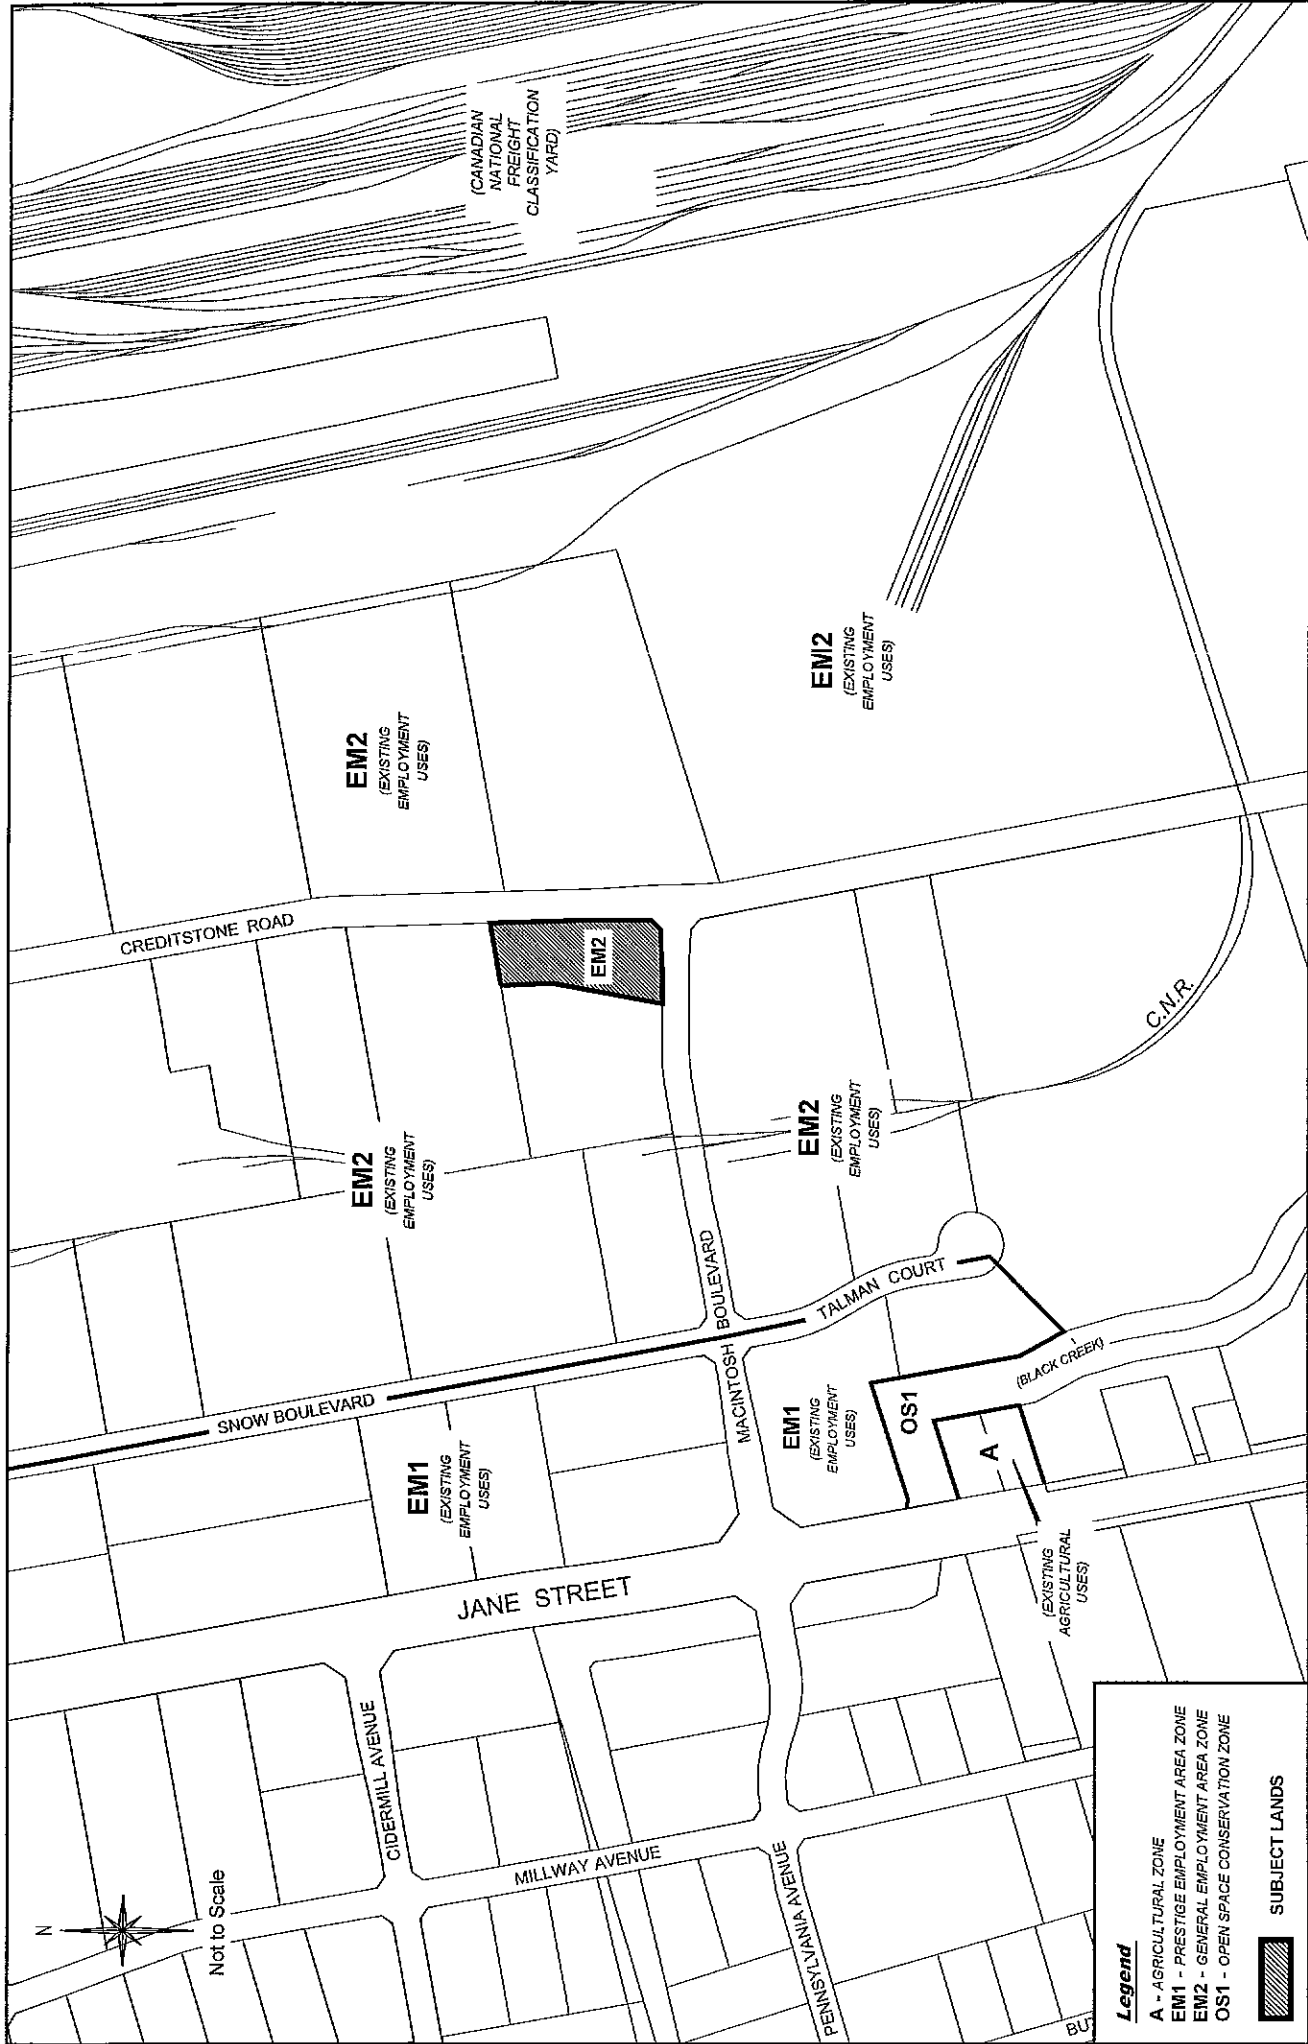 (CANADIAN
NATIONAL
FREIGHT
CLASSIFICATION
YARD)
EM2
(EXISTING
EMPLOYMENT
USES)
EM2
(EXISTING
EMPLOYMENT
USES)
CREDITSTONE ROAD
EM2
C.N.R.
EM2
(EXISTING
EMPLOYMENT
USES)
EM2
(EXISTING
EMPLOYMENT
USES)
SNOW BOULEVARD
MACINTOSH BOULEVARD
TALMAN COURT
(BLACK CREEK)
EM1
(EXISTING
EMPLOYMENT
USES)
EM1
(EXISTING
EMPLOYMENT
USES)
OS1
A
(EXISTING
AGRICULTURAL
USES)
JANE STREET
CIDERMILL AVENUE
MILLWAY AVENUE
PENNSYLVANIA AVENUE
N
Not to Scale
Legend
A - AGRICULTURAL ZONE
EM1 - PRESTIGE EMPLOYMENT AREA ZONE
EM2 - GENERAL EMPLOYMENT AREA ZONE
OS1 - OPEN SPACE CONSERVATION ZONE
SUBJECT LANDS